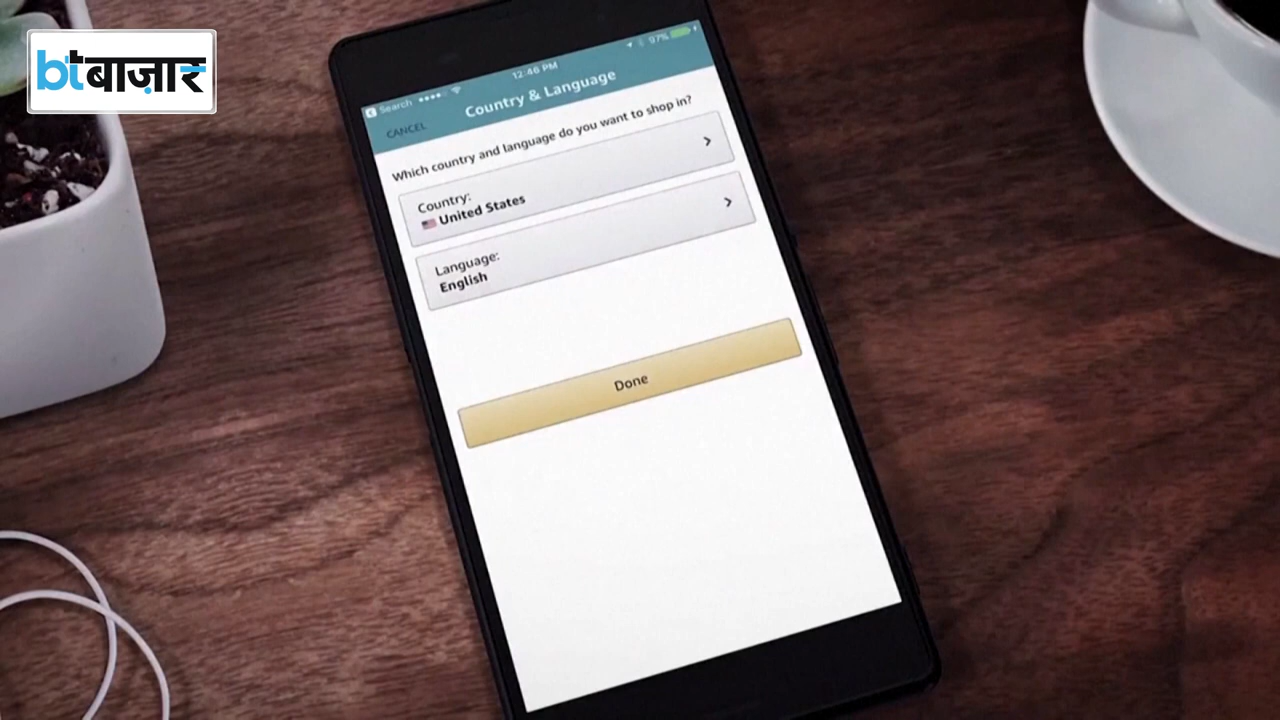 btबाज़ार
Search
12:46 PM
97%
CANCEL
Country & Language
Which country and language do you want to shop in?
Country:
United States
Language:
English
Done